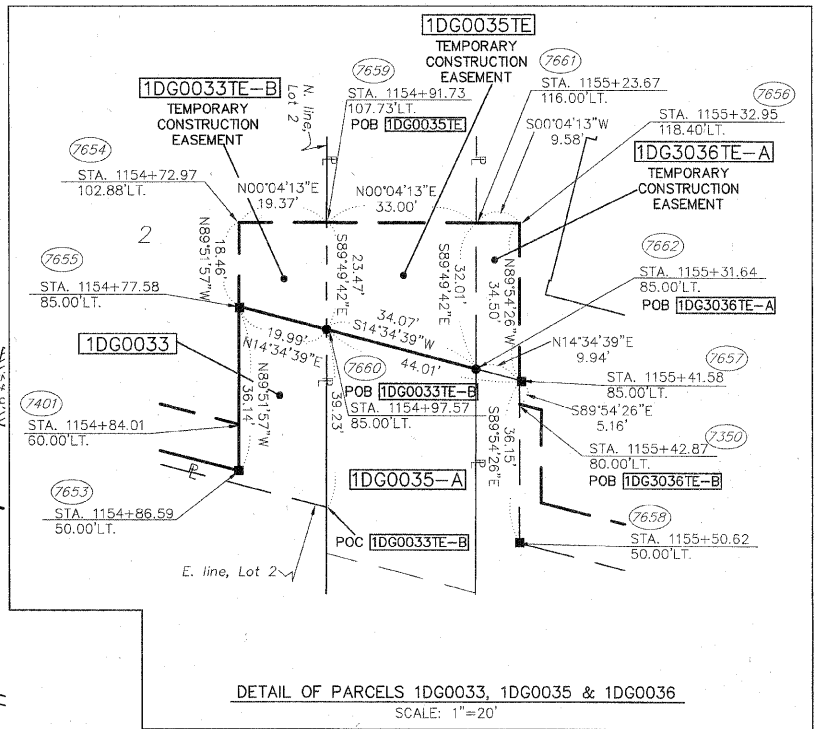 1DG0035TE
TEMPORARY
CONSTRUCTION
EASEMENT
1DG0033TE-B
TEMPORARY
CONSTRUCTION
EASEMENT
N. line,
Lot 2
7659
STA. 1154+91.73
107.73'LT.
POB 1DG0035TE
7661
STA. 1155+23.67
116.00'LT.
S00°04'13"W
9.58'
7656
STA. 1155+32.95
118.40'LT.
1DG3036TE-A
TEMPORARY
CONSTRUCTION
EASEMENT
7654
STA. 1154+72.97
102.88'LT.
N00°04'13"E
19.37'
N00°04'13"E
33.00'
2
7655
STA. 1154+77.58
85.00'LT.
N89°51'57"W
18.46'
S89°49'42"E
23.47'
S89°49'42"E
32.01'
N89°54'26"W
34.50'
7662
STA. 1155+31.64
85.00'LT.
POB 1DG3036TE-A
34.07'
S14°34'39"W
44.01'
19.99'
N14°34'39"E
N14°34'39"E
9.94'
1DG0033
N89°51'57"W
36.14'
7660
POB 1DG0033TE-B
STA. 1154+97.57
85.00'LT.
39.23'
7657
STA. 1155+41.58
85.00'LT.
S89°54'26"E
5.16'
S89°54'26"E
36.15'
7401
STA. 1154+84.01
60.00'LT.
7350
STA. 1155+42.87
80.00'LT.
POB 1DG3036TE-B
1DG0035-A
7653
STA. 1154+86.59
50.00'LT.
7658
STA. 1155+50.62
50.00'LT.
POC 1DG0033TE-B
E. line, Lot 2
DETAIL OF PARCELS 1DG0033, 1DG0035 & 1DG0036
SCALE: 1"=20'